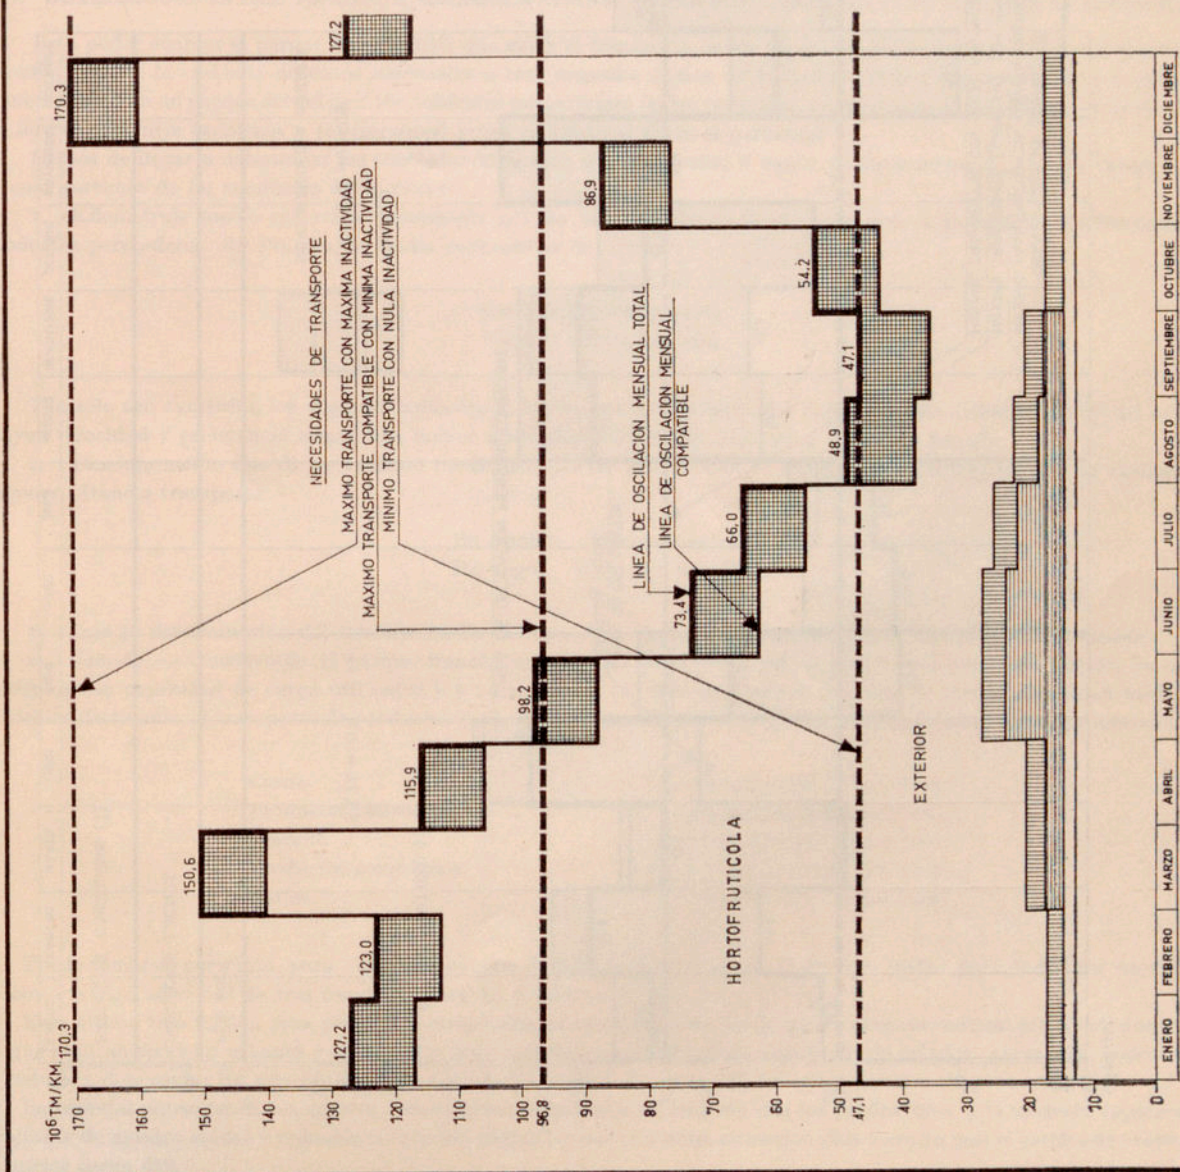 10⁶ TM/KM.
170,3
170
160
150
140
130
120
110
100
96,8
90
80
70
60
50
47,1
40
30
20
10
0
127,2
123,0
150,6
115,9
98,2
73,4
66,0
48,9
47,1
54,2
86,9
170,3
127,2
NECESIDADES DE TRANSPORTE
MAXIMO TRANSPORTE CON MAXIMA INACTIVIDAD
MAXIMO TRANSPORTE COMPATIBLE CON MINIMA INACTIVIDAD
MINIMO TRANSPORTE CON NULA INACTIVIDAD
LINEA DE OSCILACION MENSUAL TOTAL
LINEA DE OSCILACION MENSUAL
COMPATIBLE
HORTOFRUTICOLA
EXTERIOR
ENERO
FEBRERO
MARZO
ABRIL
MAYO
JUNIO
JULIO
AGOSTO
SEPTIEMBRE
OCTUBRE
NOVIEMBRE
DICIEMBRE